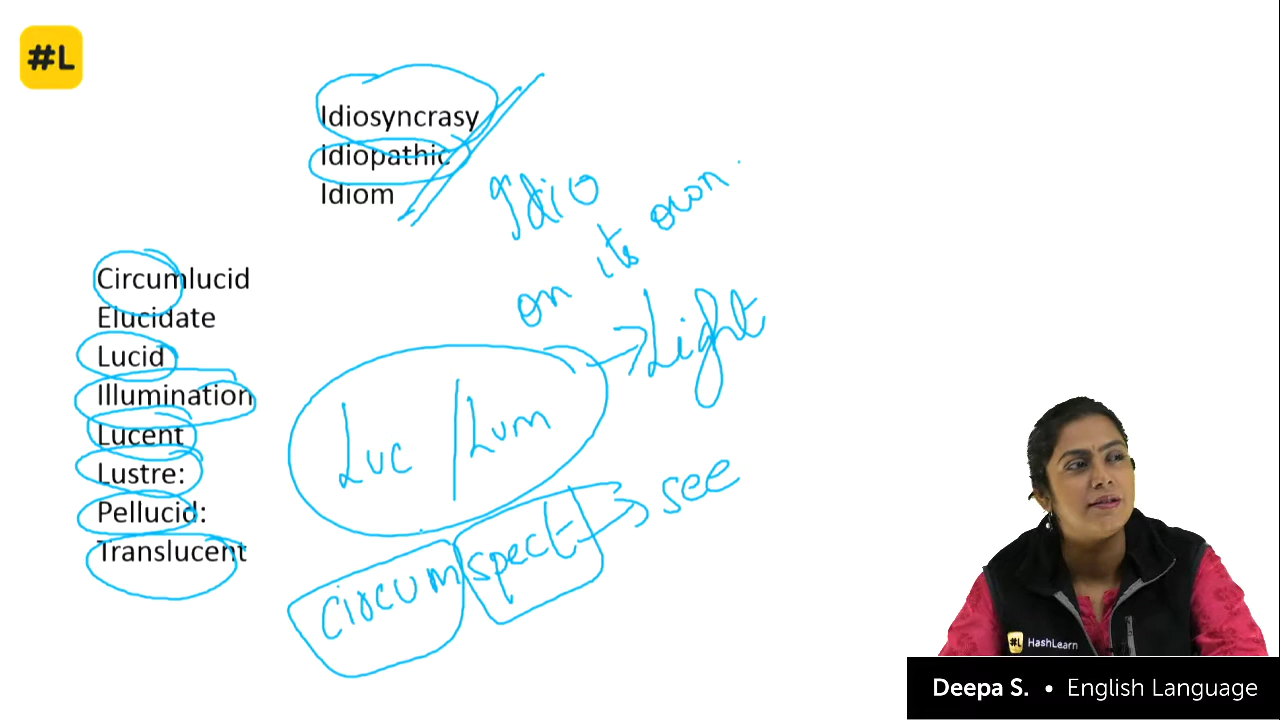 #L
Idiosyncrasy
Idiopathic
Idiom
Idio
on its own
Circumlucid
Elucidate
Lucid
Illumination
Lucent
Lustre:
Pellucid:
Translucent
Luc / Lum
Light
circum spect
see
#L HashLearn
Deepa S. • English Language